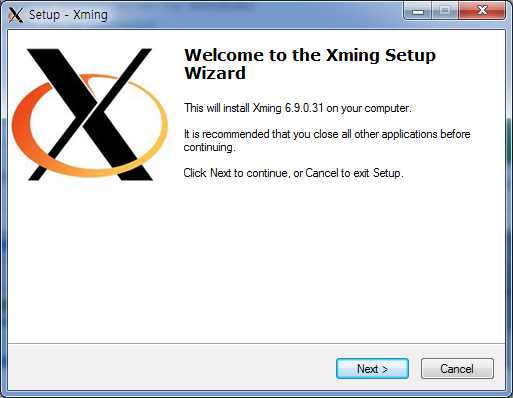 Setup - Xming
Welcome to the Xming Setup
Wizard
This will install Xming 6.9.0.31 on your computer.
It is recommended that you close all other applications before
continuing.
Click Next to continue, or Cancel to exit Setup.
Next >
Cancel